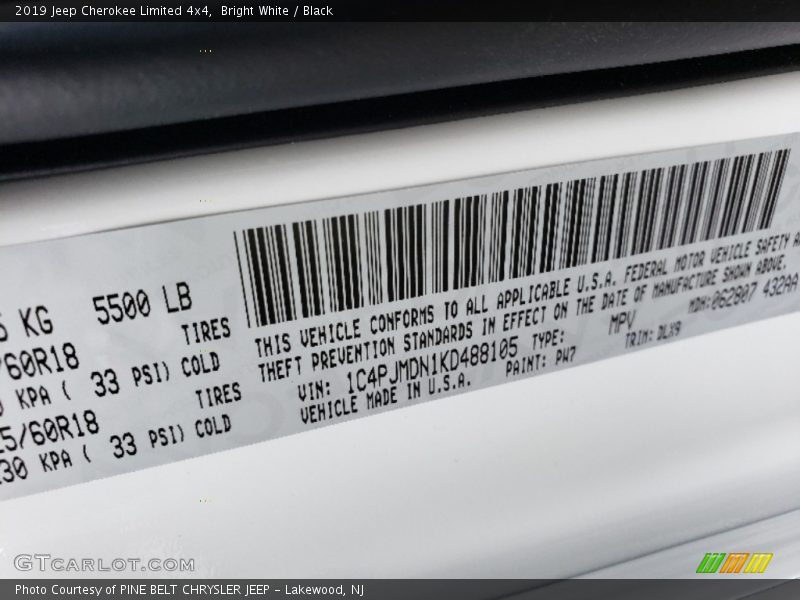 2019 Jeep Cherokee Limited 4x4, Bright White / Black
KG 5500 LB
/60R18 TIRES
KPA ( 33 PSI) COLD
5/60R18 TIRES
30 KPA ( 33 PSI) COLD
THIS VEHICLE CONFORMS TO ALL APPLICABLE U.S.A. FEDERAL MOTOR VEHICLE SAFETY A
THEFT PREVENTION STANDARDS IN EFFECT ON THE DATE OF MANUFACTURE SHOWN ABOVE.
VIN: 1C4PJMDN1KD488105 TYPE: MPV MDH:062807 432AA
VEHICLE MADE IN U.S.A. PAINT: PW7 TRIM: DLX9
GTCARLOT.COM
Photo Courtesy of PINE BELT CHRYSLER JEEP - Lakewood, NJ